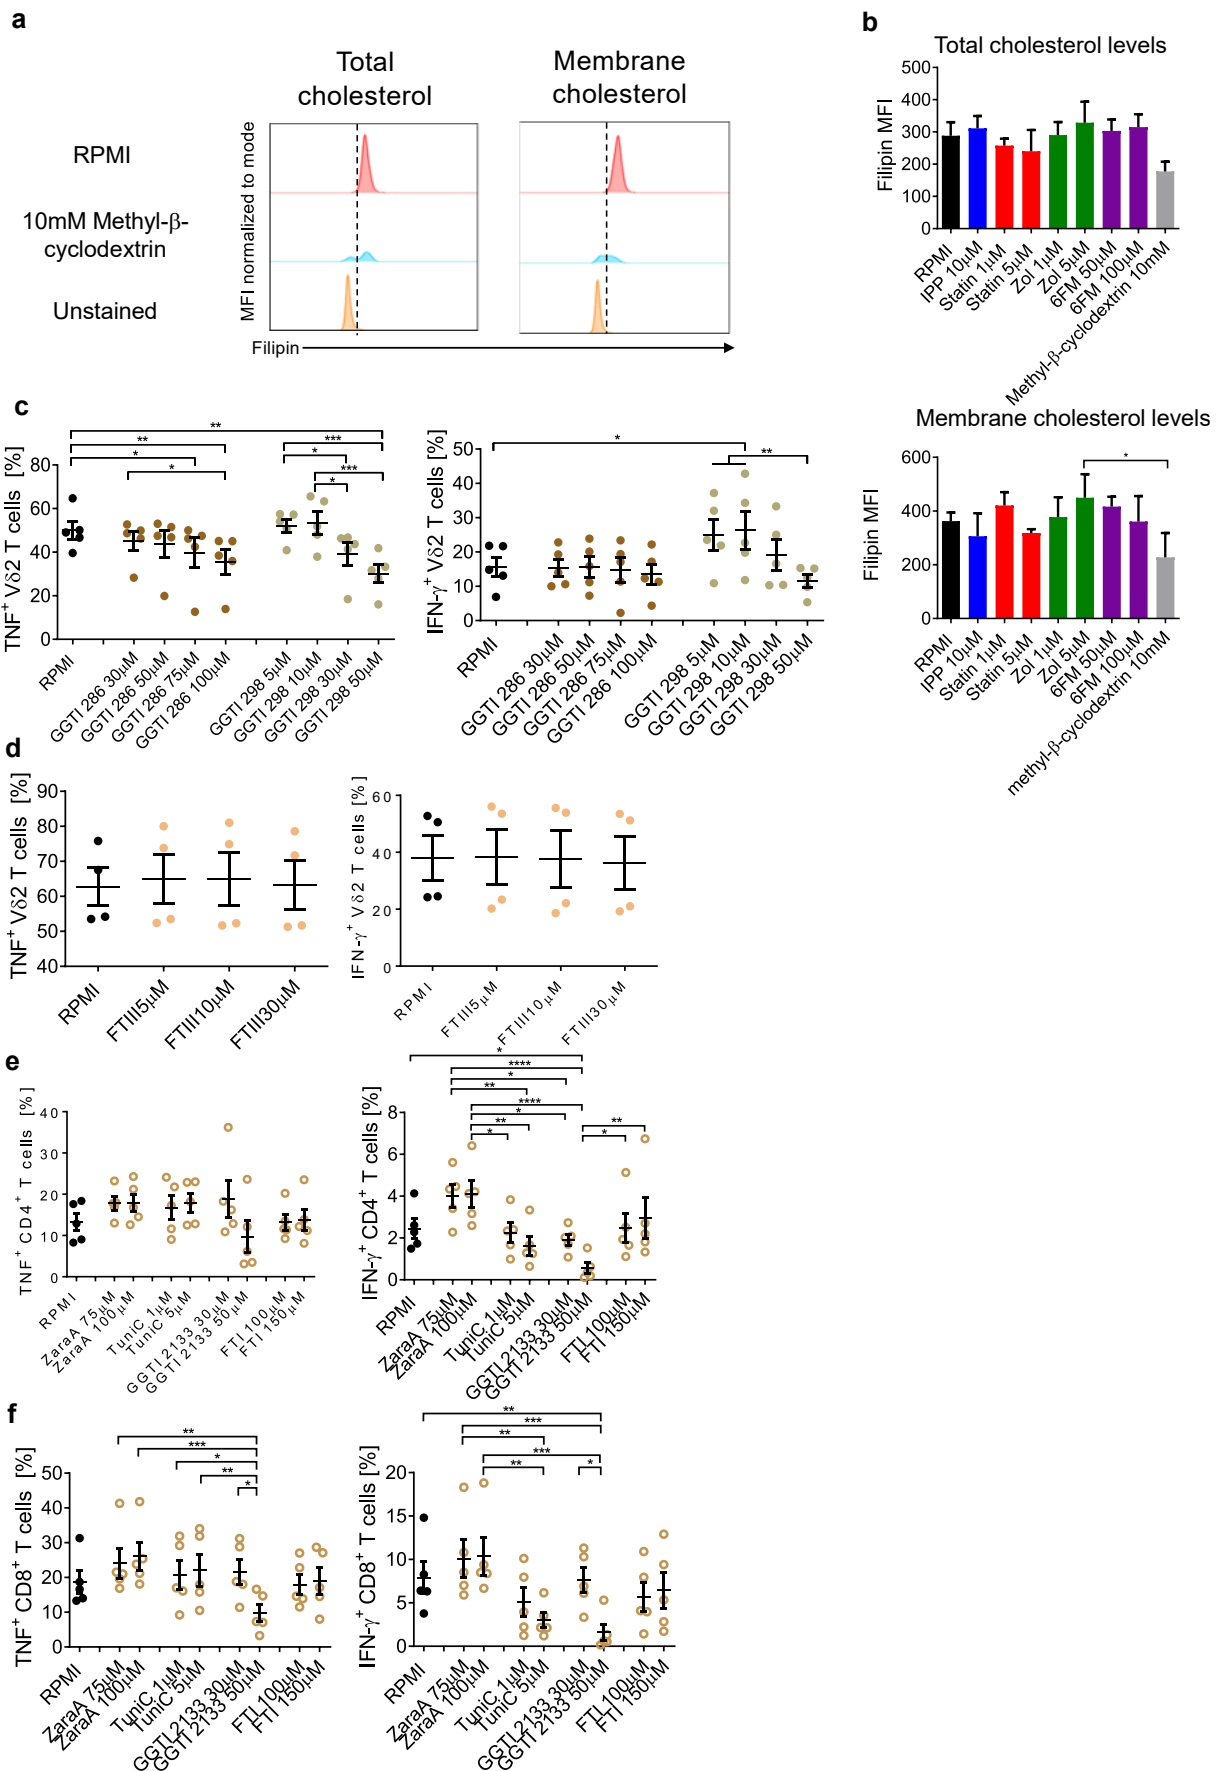 a
Total
cholesterol
Membrane
cholesterol
RPMI
10mM Methyl-β-
cyclodextrin
Unstained
MFI normalized to mode
Filipin
b
Total cholesterol levels
Filipin MFI
500
400
300
200
100
0
RPMI
IPP 10µM
Statin 1µM
Statin 5µM
Zol 1µM
Zol 5µM
6FM 50µM
6FM 100µM
Methyl-β-cyclodextrin 10mM
Membrane cholesterol levels
Filipin MFI
600
400
200
0
*
RPMI
IPP 10µM
Statin 1µM
Statin 5µM
Zol 1µM
Zol 5µM
6FM 50µM
6FM 100µM
methyl-β-cyclodextrin 10mM
c
TNF+ Vδ2 T cells [%]
80
60
40
20
0
**
**
*
*
***
*
***
*
RPMI
GGTI 286 30µM
GGTI 286 50µM
GGTI 286 75µM
GGTI 286 100µM
GGTI 298 5µM
GGTI 298 10µM
GGTI 298 30µM
GGTI 298 50µM
IFN-γ+ Vδ2 T cells [%]
50
40
30
20
10
0
*
**
RPMI
GGTI 286 30µM
GGTI 286 50µM
GGTI 286 75µM
GGTI 286 100µM
GGTI 298 5µM
GGTI 298 10µM
GGTI 298 30µM
GGTI 298 50µM
d
TNF+ Vδ2 T cells [%]
90
80
70
60
50
40
RPMI
FTIII5µM
FTIII10µM
FTIII30µM
IFN-γ+ Vδ2 T cells [%]
60
40
20
0
RPMI
FTIII5µM
FTIII10µM
FTIII30µM
e
TNF+ CD4+ T cells [%]
40
30
20
10
0
RPMI
ZaraA 75µM
ZaraA 100µM
TuniC 1µM
TuniC 5µM
GGTI 2133 30µM
GGTI 2133 50µM
FTI 100µM
FTI 150µM
IFN-γ+ CD4+ T cells [%]
8
6
4
2
0
*
****
*
**
****
*
**
*
**
*
RPMI
ZaraA 75µM
ZaraA 100µM
TuniC 1µM
TuniC 5µM
GGTI 2133 30µM
GGTI 2133 50µM
FTI 100µM
FTI 150µM
f
TNF+ CD8+ T cells [%]
50
40
30
20
10
0
**
***
*
**
*
RPMI
ZaraA 75µM
ZaraA 100µM
TuniC 1µM
TuniC 5µM
GGTI 2133 30µM
GGTI 2133 50µM
FTI 100µM
FTI 150µM
IFN-γ+ CD8+ T cells [%]
20
15
10
5
0
**
***
**
***
**
*
RPMI
ZaraA 75µM
ZaraA 100µM
TuniC 1µM
TuniC 5µM
GGTI 2133 30µM
GGTI 2133 50µM
FTI 100µM
FTI 150µM